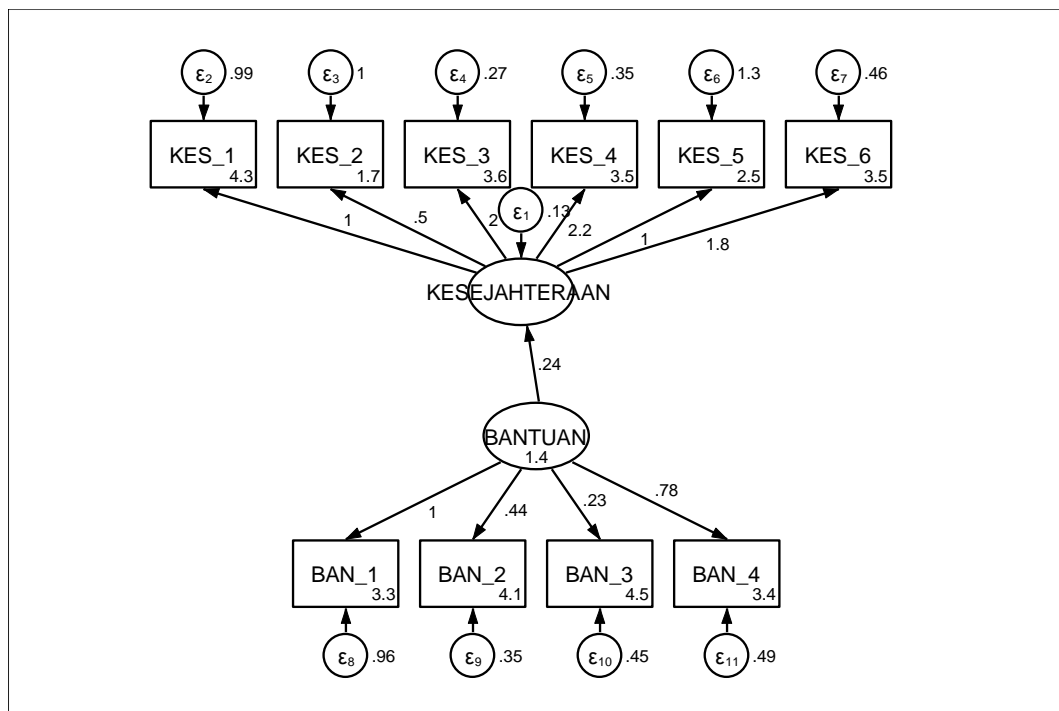 ε2 .99 ε3 1 ε4 .27 ε5 .35 ε6 1.3 ε7 .46
KES_1 KES_2 KES_3 KES_4 KES_5 KES_6
4.3 1.7 3.6 3.5 2.5 3.5
ε1 .13
1 .5 2 2.2 1 1.8
KESEJAHTERAAN
.24
BANTUAN
1.4
1 .44 .23 .78
BAN_1 BAN_2 BAN_3 BAN_4
3.3 4.1 4.5 3.4
ε8 .96 ε9 .35 ε10 .45 ε11 .49